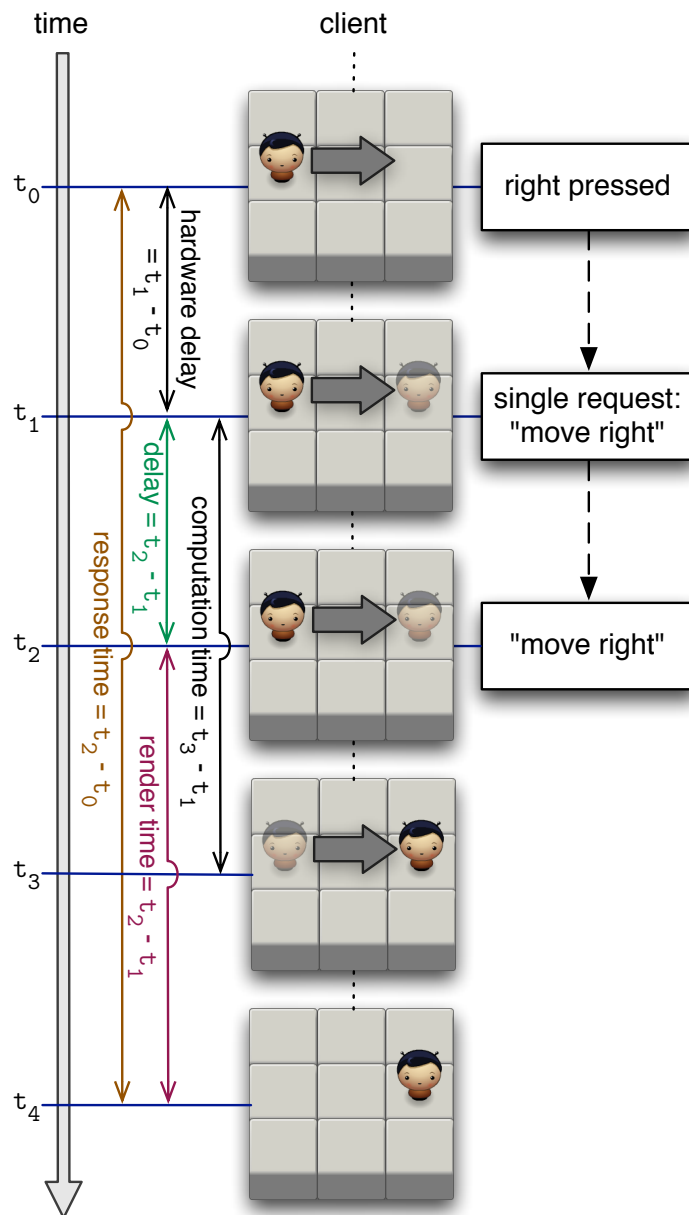 time
client
t0
right pressed
hardware delay
= t1 - t0
t1
single request:
"move right"
delay = t2 - t1
computation time = t3 - t1
response time = t2 - t0
t2
"move right"
render time = t2 - t1
t3
t4